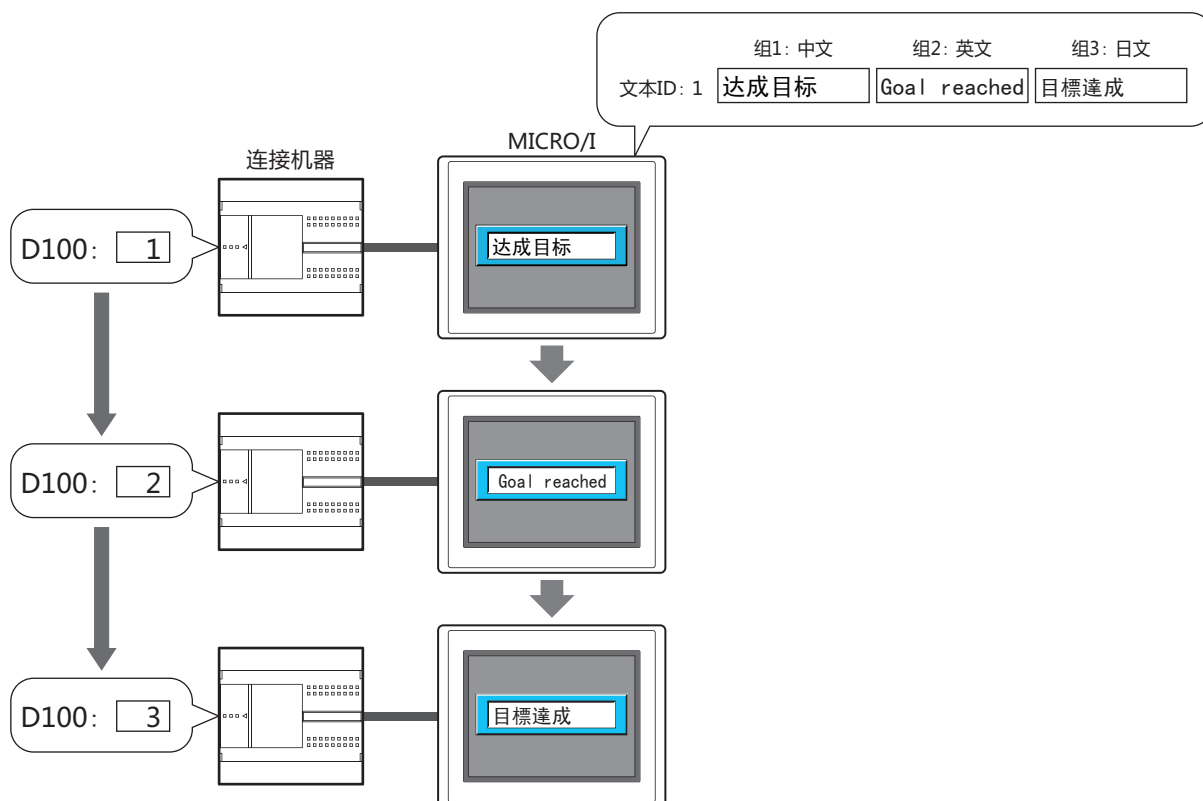 组1: 中文 组2: 英文 组3: 日文
文本ID: 1 达成目标 Goal reached 目標達成
连接机器 MICRO/I
D100: 1 达成目标
D100: 2 Goal reached
D100: 3 目標達成